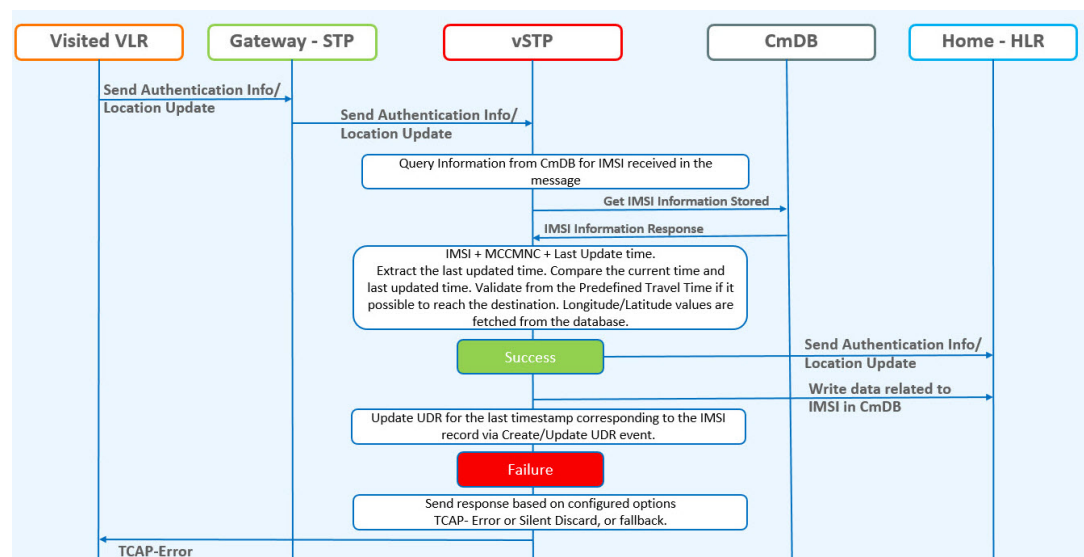 Visited VLR
Gateway - STP
vSTP
CmDB
Home - HLR
Send Authentication Info/
Location Update
Send Authentication Info/
Location Update
Query Information from CmDB for IMSI received in the
message
Get IMSI Information Stored
IMSI Information Response
IMSI + MCCMNC + Last Update time.
Extract the last updated time. Compare the current time and
last updated time. Validate from the Predefined Travel Time if it
possible to reach the destination. Longitude/Latitude values are
fetched from the database.
Success
Send Authentication Info/
Location Update
Write data related to
IMSI in CmDB
Update UDR for the last timestamp corresponding to the IMSI
record via Create/Update UDR event.
Failure
Send response based on configured options
TCAP- Error or Silent Discard, or fallback.
TCAP-Error